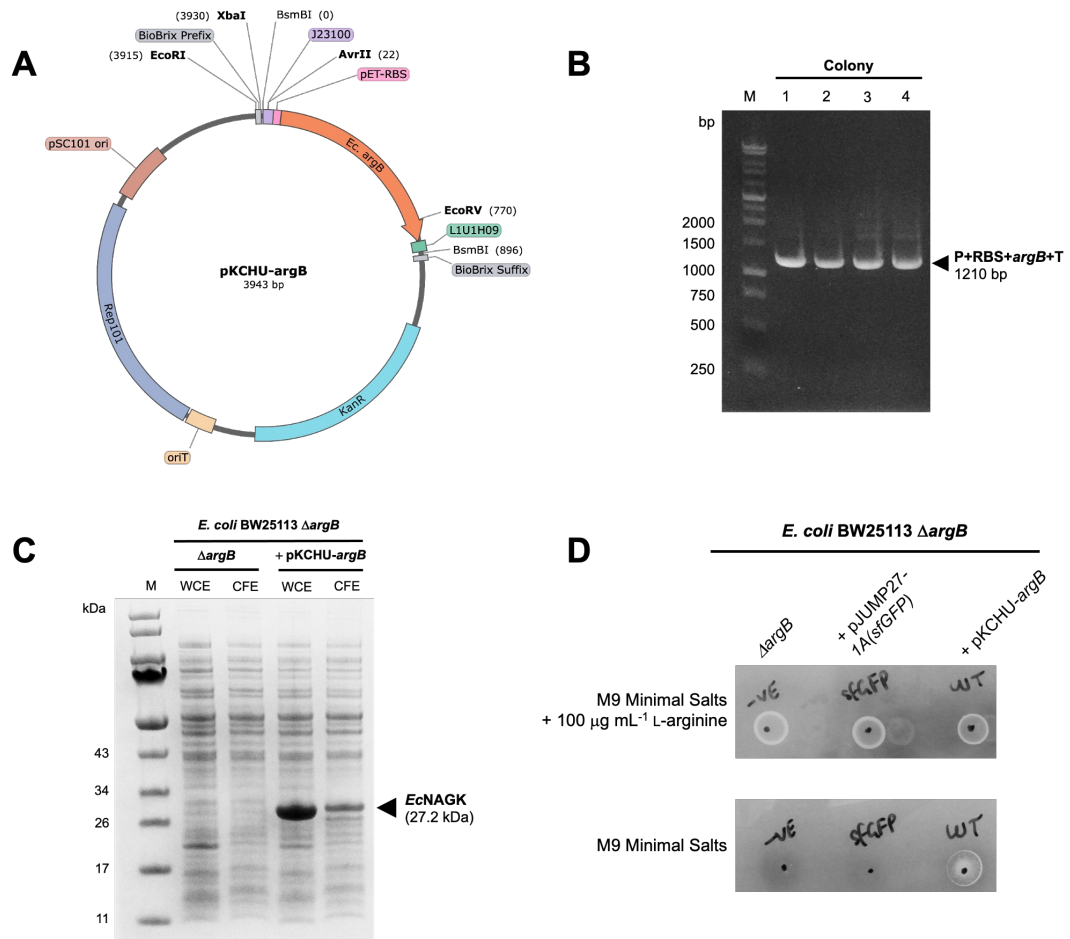 A
(3930) XbaI
BsmBI (0)
BioBrix Prefix
J23100
(3915) EcoRI
AvrII (22)
pET-RBS
pSC101 ori
Ec. argB
EcoRV (770)
L1U1H09
BsmBI (896)
BioBrix Suffix
pKCHU-argB
3943 bp
Rep101
KanR
oriT
B
Colony
M 1 2 3 4
bp
2000
1500
1000
750
500
250
P+RBS+argB+T
1210 bp
C
E. coli BW25113 ΔargB
ΔargB + pKCHU-argB
M WCE CFE WCE CFE
kDa
43
34
26
17
11
EcNAGK
(27.2 kDa)
D
E. coli BW25113 ΔargB
ΔargB
+ pJUMP27-
1A(sfGFP)
+ pKCHU-argB
M9 Minimal Salts
+ 100 µg mL-1 L-arginine
-VE sfGFP WT
M9 Minimal Salts
-VE sfGFP WT